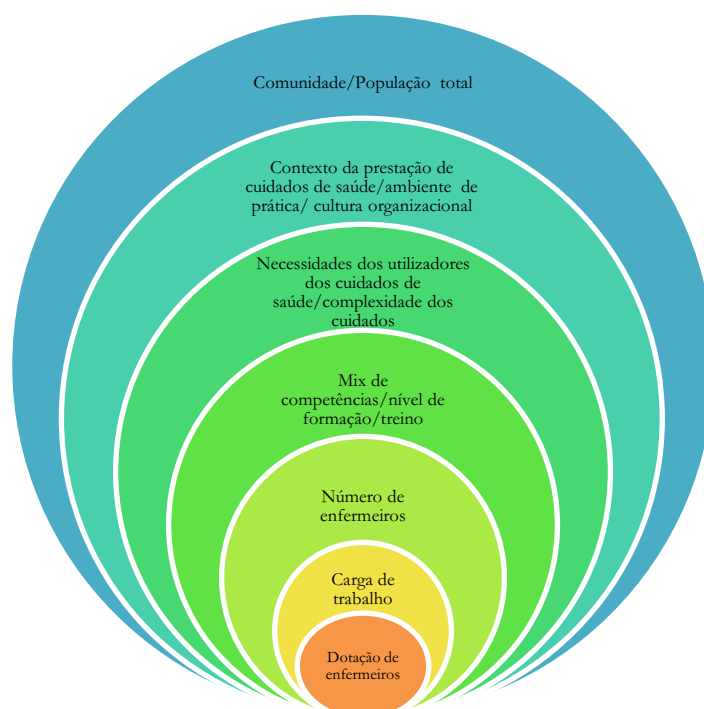 Comunidade/População total
Contexto da prestação de
cuidados de saúde/ambiente de
prática/ cultura organizacional
Necessidades dos utilizadores
dos cuidados de
saúde/complexidade dos
cuidados
Mix de
competências/nível de
formação/treino
Número de
enfermeiros
Carga de
trabalho
Dotação de
enfermeiros